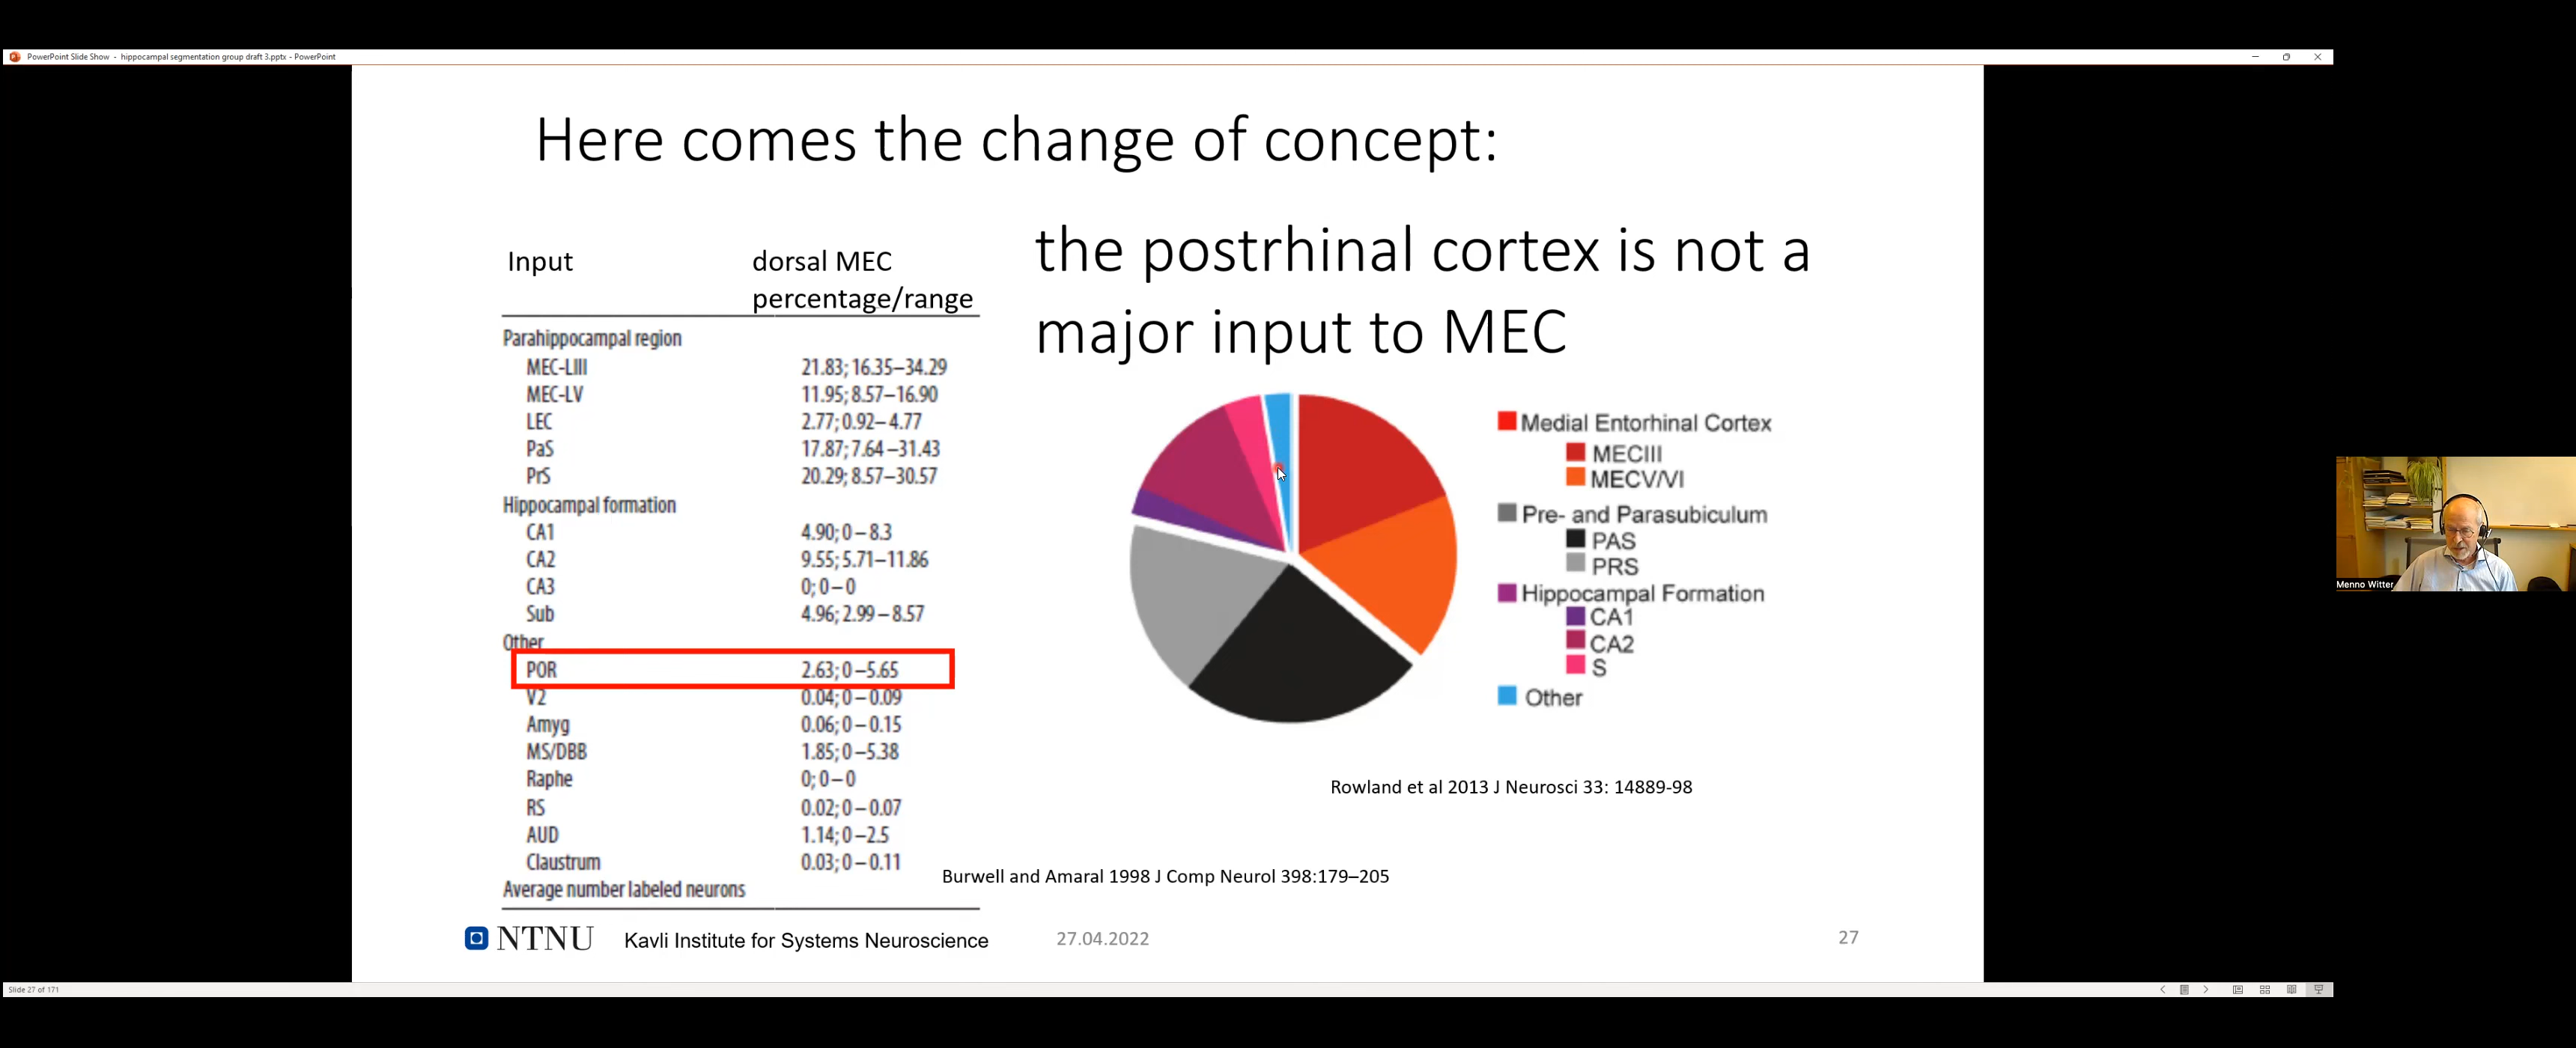 PowerPoint Slide Show - hippocampal segmentation group draft 3.pptx - PowerPoint
Here comes the change of concept:
the postrhinal cortex is not a
major input to MEC
Input dorsal MEC
percentage/range
Parahippocampal region
MEC-LIII 21.83; 16.35–34.29
MEC-LV 11.95; 8.57–16.90
LEC 2.77; 0.92–4.77
PaS 17.87; 7.64–31.43
PrS 20.29; 8.57–30.57
Hippocampal formation
CA1 4.90; 0–8.3
CA2 9.55; 5.71–11.86
CA3 0; 0–0
Sub 4.96; 2.99–8.57
Other
POR 2.63; 0–5.65
V2 0.04; 0–0.09
Amyg 0.06; 0–0.15
MS/DBB 1.85; 0–5.38
Raphe 0; 0–0
RS 0.02; 0–0.07
AUD 1.14; 0–2.5
Claustrum 0.03; 0–0.11
Average number labeled neurons
Medial Entorhinal Cortex
MECIII
MECV/VI
Pre- and Parasubiculum
PAS
PRS
Hippocampal Formation
CA1
CA2
S
Other
Rowland et al 2013 J Neurosci 33: 14889-98
Burwell and Amaral 1998 J Comp Neurol 398:179–205
NTNU Kavli Institute for Systems Neuroscience 27.04.2022 27
Slide 27 of 171
Menno Witter